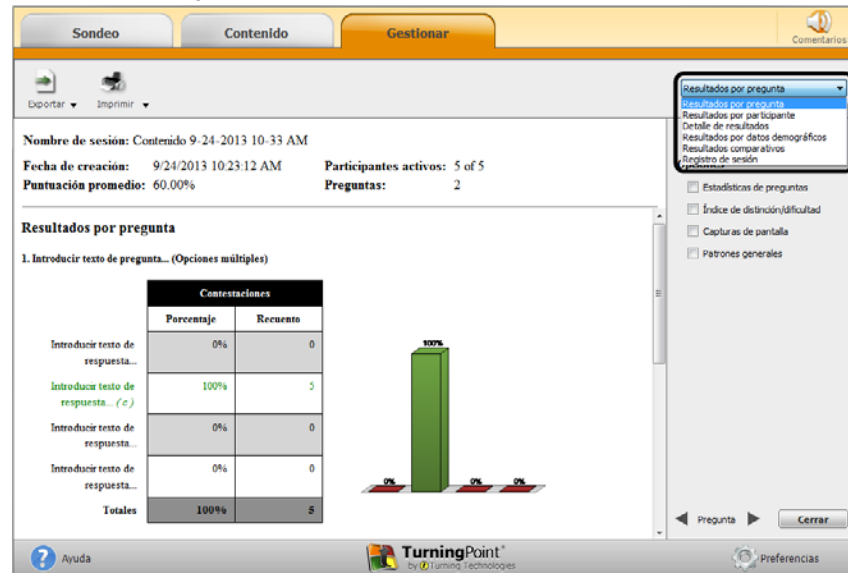 Sondeo
Contenido
Gestionar
Comentarios
Exportar
Imprimir
Resultados por pregunta
Resultados por pregunta
Resultados por participante
Detalle de resultados
Resultados por datos demográficos
Resultados comparativos
Registro de sesión
Nombre de sesión: Contenido 9-24-2013 10-33 AM
Fecha de creación: 9/24/2013 10:23:12 AM Participantes activos: 5 of 5
Puntuación promedio: 60.00% Preguntas: 2
Estadísticas de preguntas
Índice de distinción/dificultad
Capturas de pantalla
Patrones generales
Resultados por pregunta
1. Introducir texto de pregunta... (Opciones múltiples)
Contestaciones
Porcentaje Recuento
Introducir texto de
respuesta...
0% 0
Introducir texto de
respuesta... (c)
100% 5
Introducir texto de
respuesta...
0% 0
Introducir texto de
respuesta...
0% 0
Totales 100% 5
100%
0% 0% 0%
Pregunta
Cerrar
Ayuda
TurningPoint®
by Turning Technologies
Preferencias